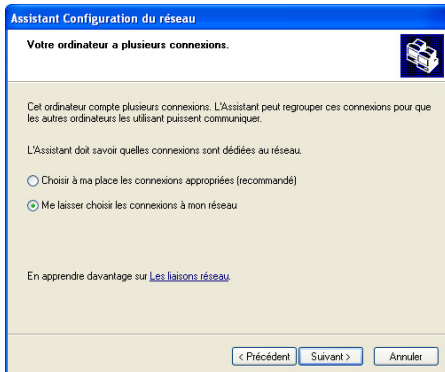 Assistant Configuration du réseau
Votre ordinateur a plusieurs connexions.
Cet ordinateur compte plusieurs connexions. L'Assistant peut regrouper ces connexions pour que
les autres ordinateurs les utilisant puissent communiquer.
L'Assistant doit savoir quelles connexions sont dédiées au réseau.
Choisir à ma place les connexions appropriées (recommandé)
Me laisser choisir les connexions à mon réseau
En apprendre davantage sur Les liaisons réseau.
< Précédent Suivant > Annuler